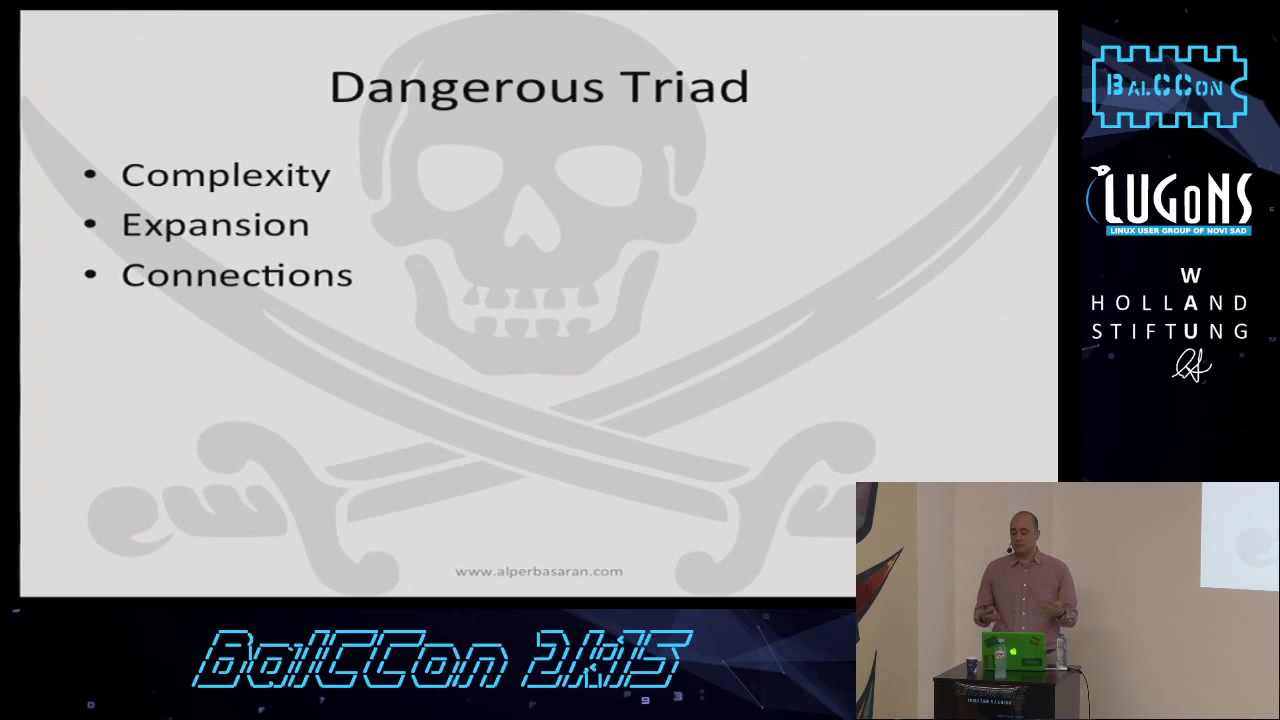 Dangerous Triad
• Complexity
• Expansion
• Connections
www.alperbasaran.com
BALCCON
LUGONS
LINUX USER GROUP OF NOVI SAD
W
HOLLAND
STIFTUNG
BalCCon 2k15